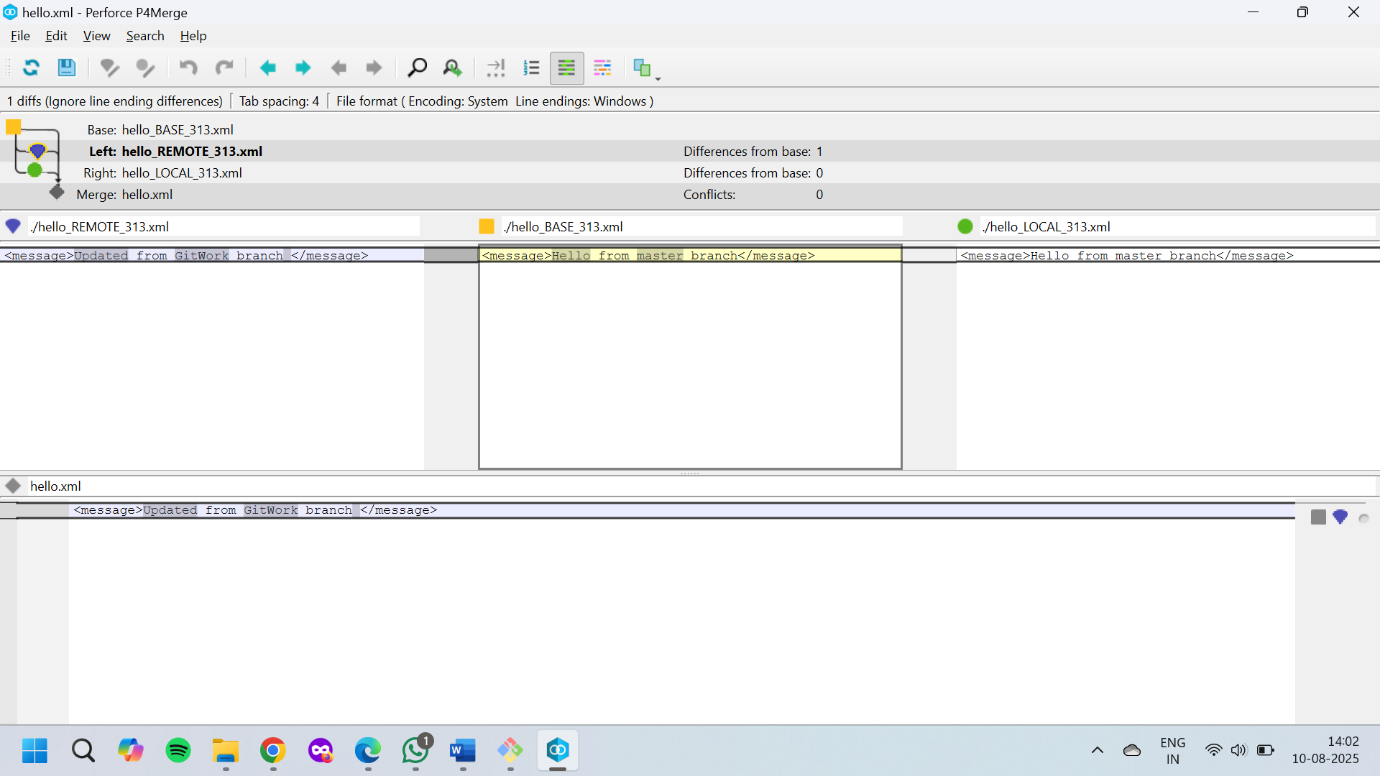 hello.xml - Perforce P4Merge
File Edit View Search Help
1 diffs (Ignore line ending differences) Tab spacing: 4 File format ( Encoding: System Line endings: Windows )
Base: hello_BASE_313.xml
Left: hello_REMOTE_313.xml Differences from base: 1
Right: hello_LOCAL_313.xml Differences from base: 0
Merge: hello.xml Conflicts: 0
./hello_REMOTE_313.xml ./hello_BASE_313.xml ./hello_LOCAL_313.xml
<message>Updated from GitWork branch </message> <message>Hello from master branch</message> <message>Hello from master branch</message>
hello.xml
<message>Updated from GitWork branch </message>
1
W
ENG
IN
14:02
10-08-2025